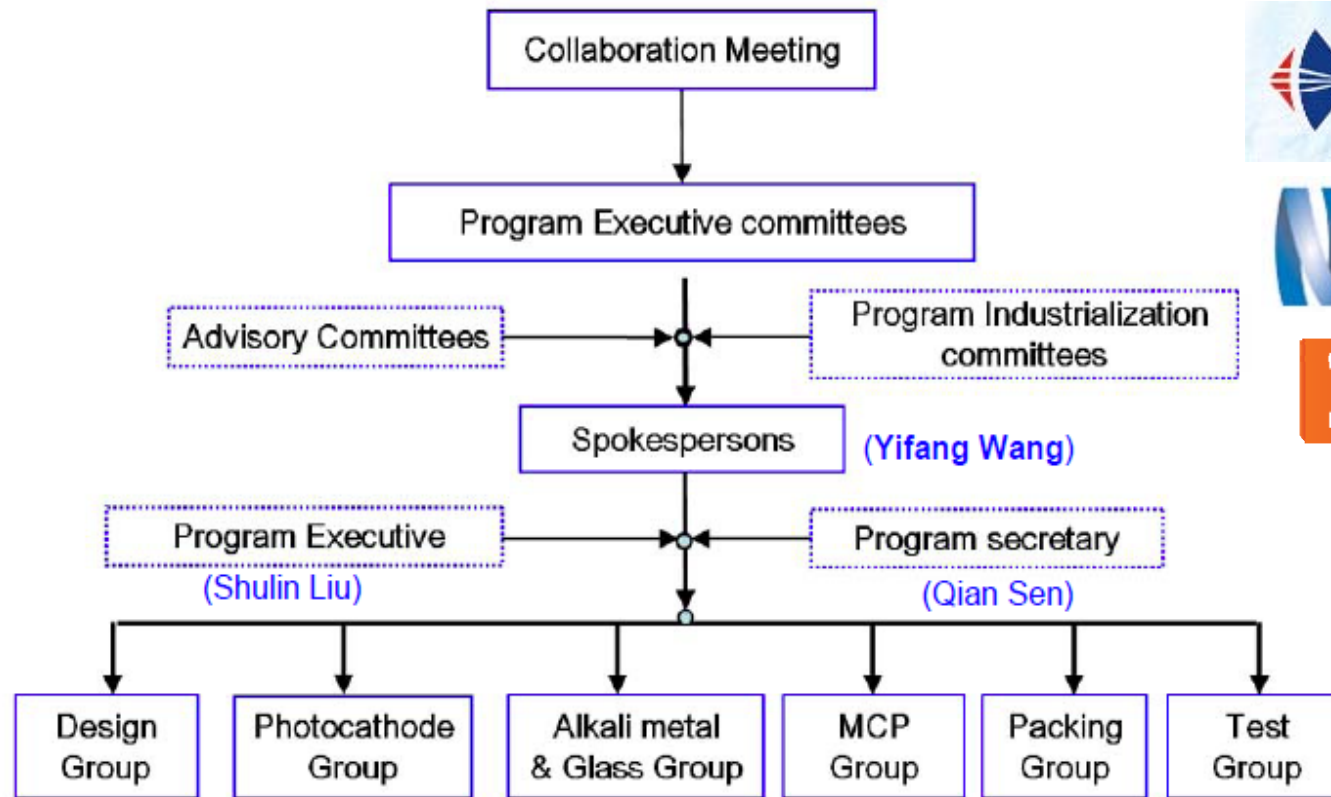 Collaboration Meeting
Program Executive committees
Advisory Committees
Program Industrialization
committees
Spokespersons
(Yifang Wang)
Program Executive
(Shulin Liu)
Program secretary
(Qian Sen)
Design
Group
Photocathode
Group
Alkali metal
& Glass Group
MCP
Group
Packing
Group
Test
Group